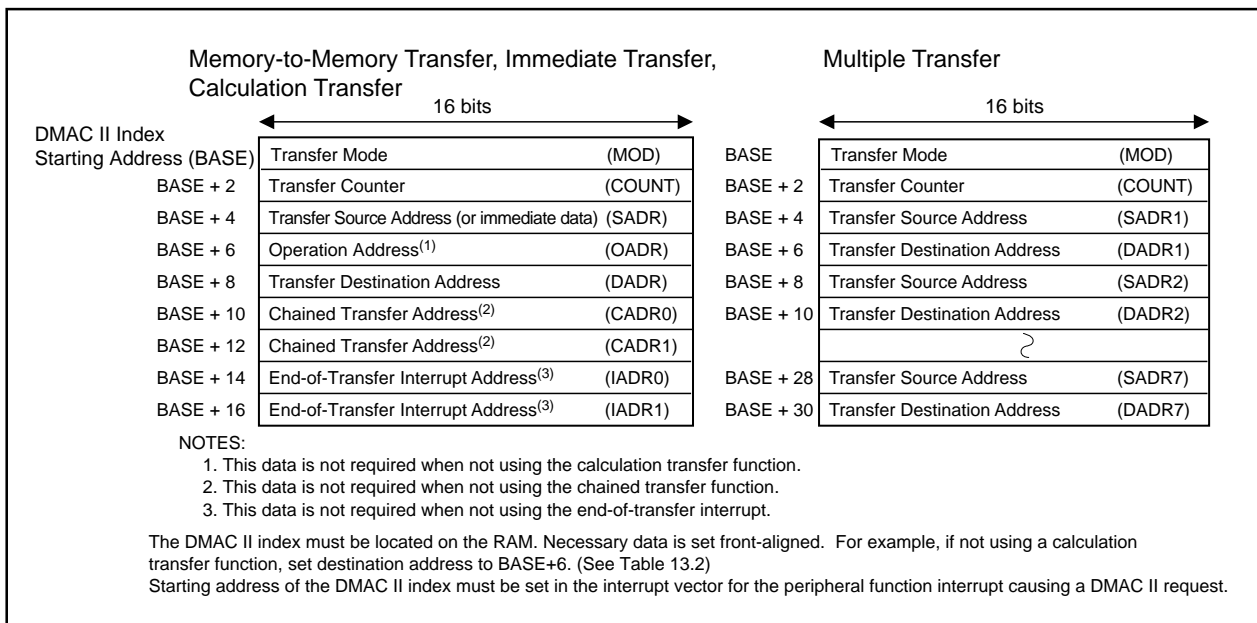 Memory-to-Memory Transfer, Immediate Transfer,
Calculation Transfer
16 bits
DMAC II Index
Starting Address (BASE) Transfer Mode (MOD)
BASE + 2 Transfer Counter (COUNT)
BASE + 4 Transfer Source Address (or immediate data) (SADR)
BASE + 6 Operation Address(1) (OADR)
BASE + 8 Transfer Destination Address (DADR)
BASE + 10 Chained Transfer Address(2) (CADR0)
BASE + 12 Chained Transfer Address(2) (CADR1)
BASE + 14 End-of-Transfer Interrupt Address(3) (IADR0)
BASE + 16 End-of-Transfer Interrupt Address(3) (IADR1)
Multiple Transfer
16 bits
BASE Transfer Mode (MOD)
BASE + 2 Transfer Counter (COUNT)
BASE + 4 Transfer Source Address (SADR1)
BASE + 6 Transfer Destination Address (DADR1)
BASE + 8 Transfer Source Address (SADR2)
BASE + 10 Transfer Destination Address (DADR2)
BASE + 28 Transfer Source Address (SADR7)
BASE + 30 Transfer Destination Address (DADR7)
NOTES:
1. This data is not required when not using the calculation transfer function.
2. This data is not required when not using the chained transfer function.
3. This data is not required when not using the end-of-transfer interrupt.
The DMAC II index must be located on the RAM. Necessary data is set front-aligned. For example, if not using a calculation
transfer function, set destination address to BASE+6. (See Table 13.2)
Starting address of the DMAC II index must be set in the interrupt vector for the peripheral function interrupt causing a DMAC II request.